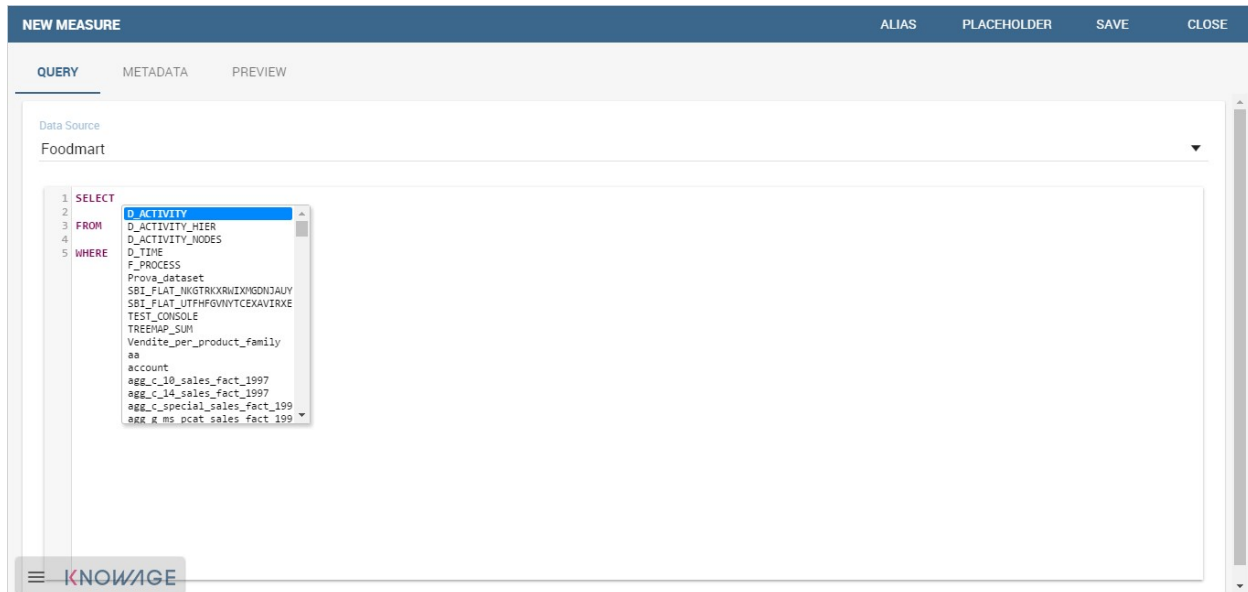 NEW MEASURE ALIAS PLACEHOLDER SAVE CLOSE
QUERY METADATA PREVIEW
Data Source
Foodmart
1 SELECT
2
3 FROM
4
5 WHERE
D_ACTIVITY
D_ACTIVITY_HIER
D_ACTIVITY_NODES
D_TIME
F_PROCESS
Prova_dataset
SBI_FLAT_NKGTRKXRWIXMGDNJAUY
SBI_FLAT_UTFHFGVNYTCEXAVIRXE
TEST_CONSOLE
TREEMAP_SUM
Vendite_per_product_family
aa
account
agg_c_10_sales_fact_1997
agg_c_14_sales_fact_1997
agg_c_special_sales_fact_199
agg_g_ms_pcat_sales_fact_199
KNOWAGE